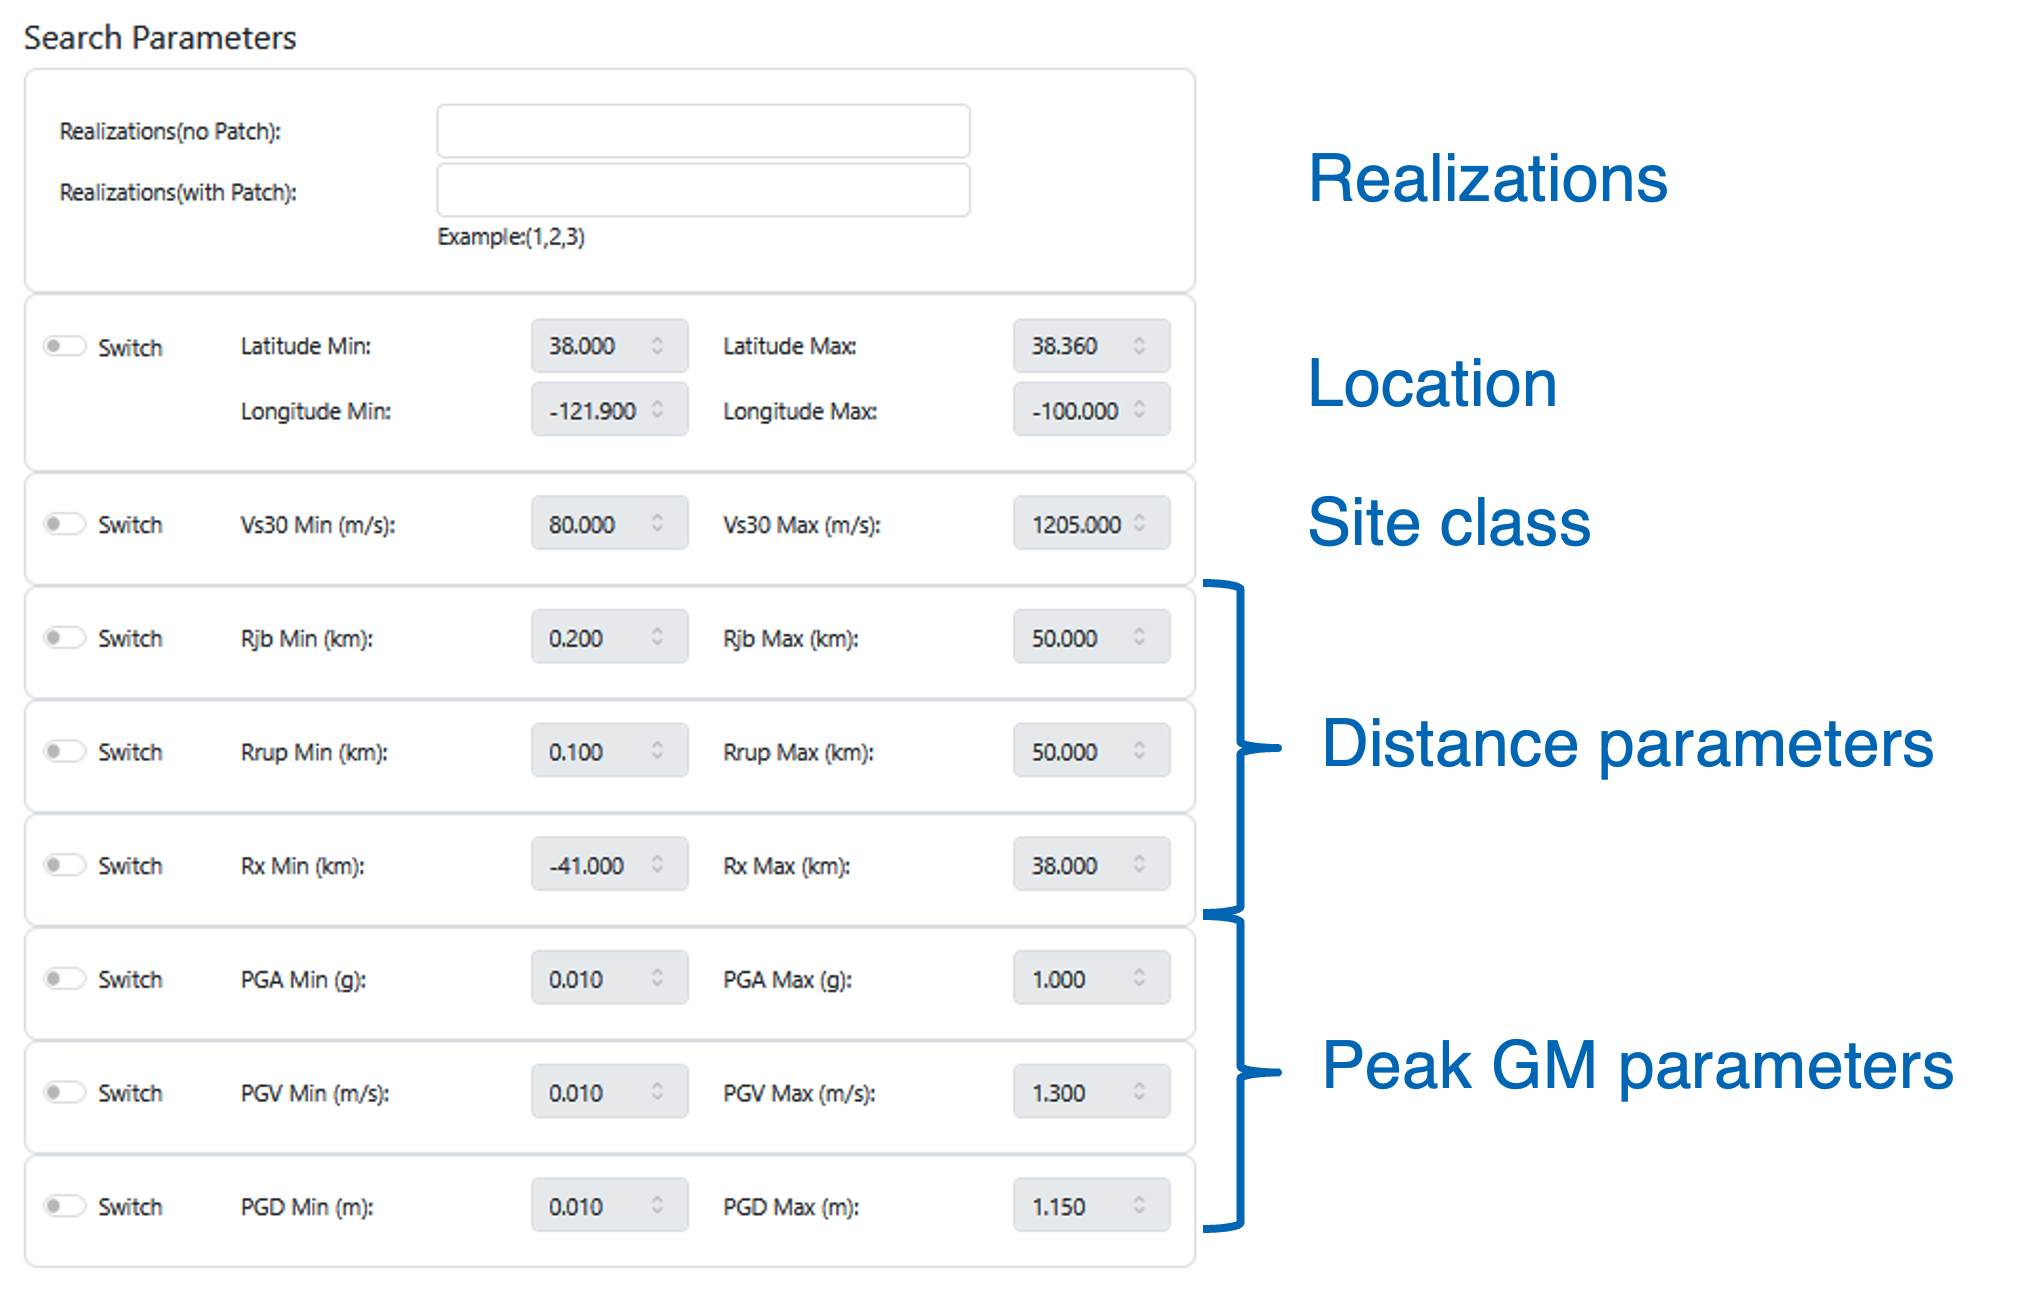 Search Parameters
Realizations(no Patch):
Realizations(with Patch):
Example:(1,2,3)
Realizations
Switch Latitude Min: 38.000 Latitude Max: 38.360
Longitude Min: -121.900 Longitude Max: -100.000
Location
Switch Vs30 Min (m/s): 80.000 Vs30 Max (m/s): 1205.000
Site class
Switch Rjb Min (km): 0.200 Rjb Max (km): 50.000
Switch Rrup Min (km): 0.100 Rrup Max (km): 50.000
Switch Rx Min (km): -41.000 Rx Max (km): 38.000
Distance parameters
Switch PGA Min (g): 0.010 PGA Max (g): 1.000
Switch PGV Min (m/s): 0.010 PGV Max (m/s): 1.300
Switch PGD Min (m): 0.010 PGD Max (m): 1.150
Peak GM parameters